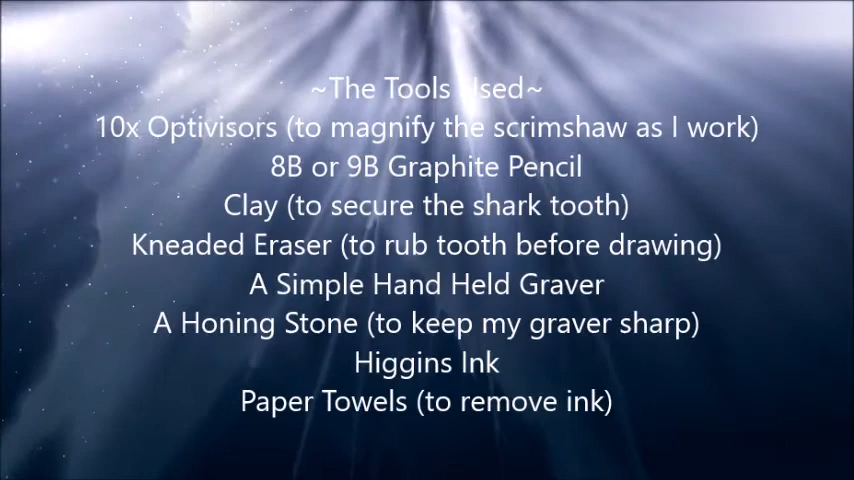 ~The Tools Used~
10x Optivisors (to magnify the scrimshaw as I work)
8B or 9B Graphite Pencil
Clay (to secure the shark tooth)
Kneaded Eraser (to rub tooth before drawing)
A Simple Hand Held Graver
A Honing Stone (to keep my graver sharp)
Higgins Ink
Paper Towels (to remove ink)